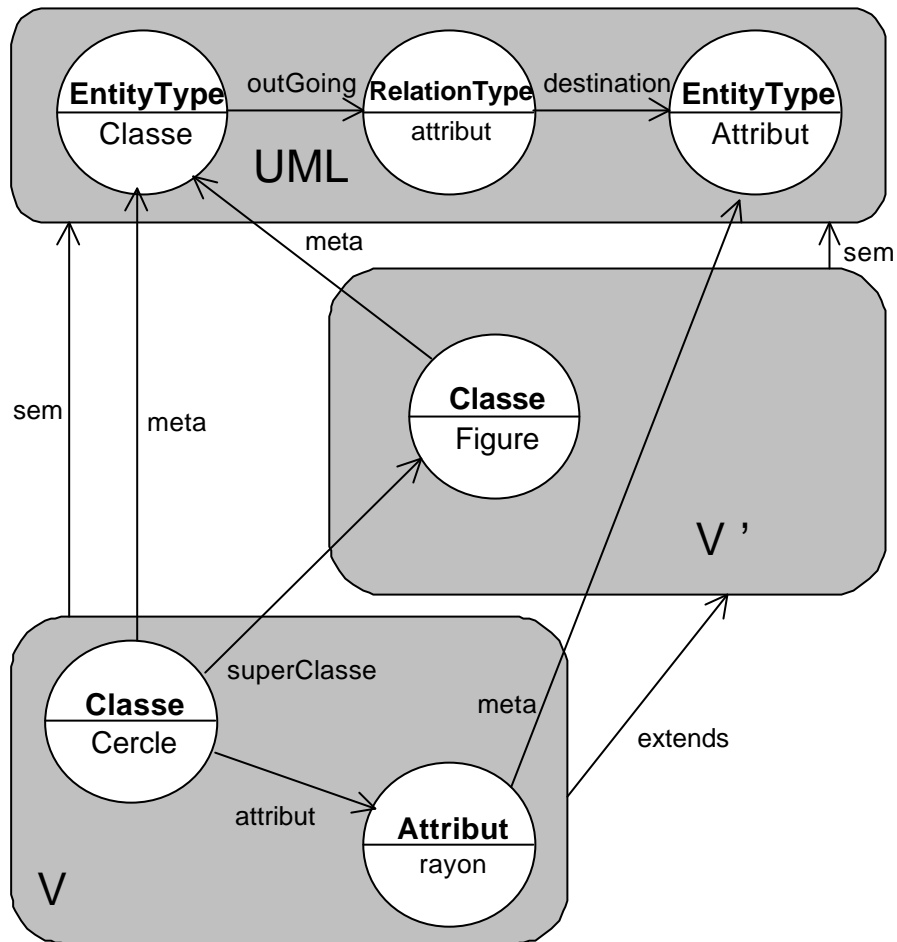 outGoing
destination
EntityType
Classe
RelationType
attribut
EntityType
Attribut
UML
meta
sem
sem
meta
Classe
Figure
V ’
superClasse
Classe
Cercle
meta
extends
attribut
Attribut
rayon
V